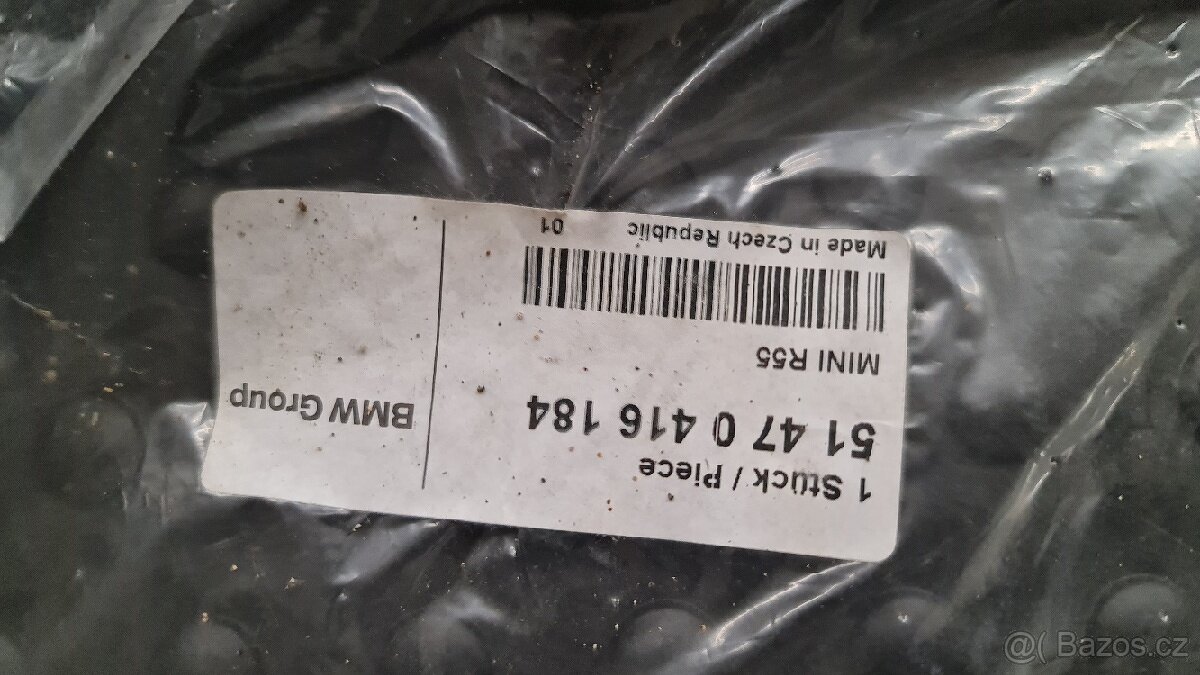 1 Stück / Piece
51 47 0 416 184
MINI R55
Made in Czech Republic 01
BMW Group
@( Bazos.cz